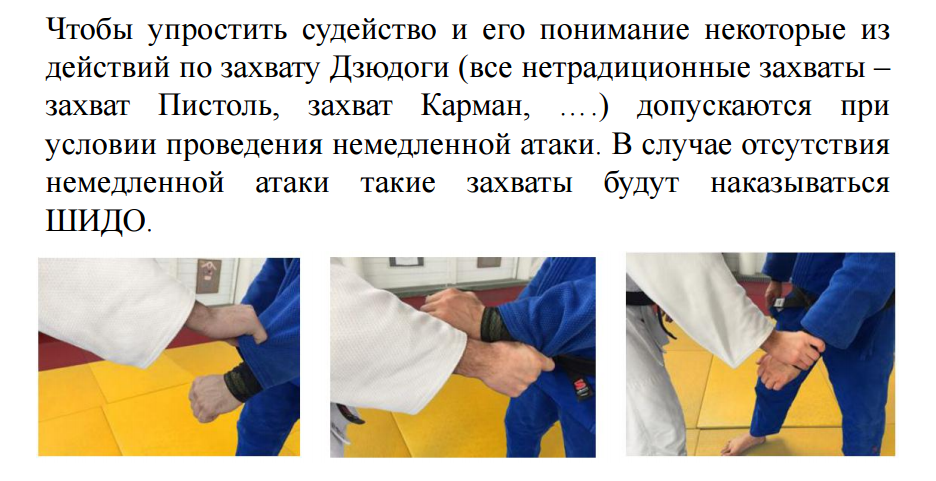 Чтобы упростить судейство и его понимание некоторые из
действий по захвату Дзюдоги (все нетрадиционные захваты –
захват Пистоль, захват Карман, ….) допускаются при
условии проведения немедленной атаки. В случае отсутствия
немедленной атаки такие захваты будут наказываться
ШИДО.